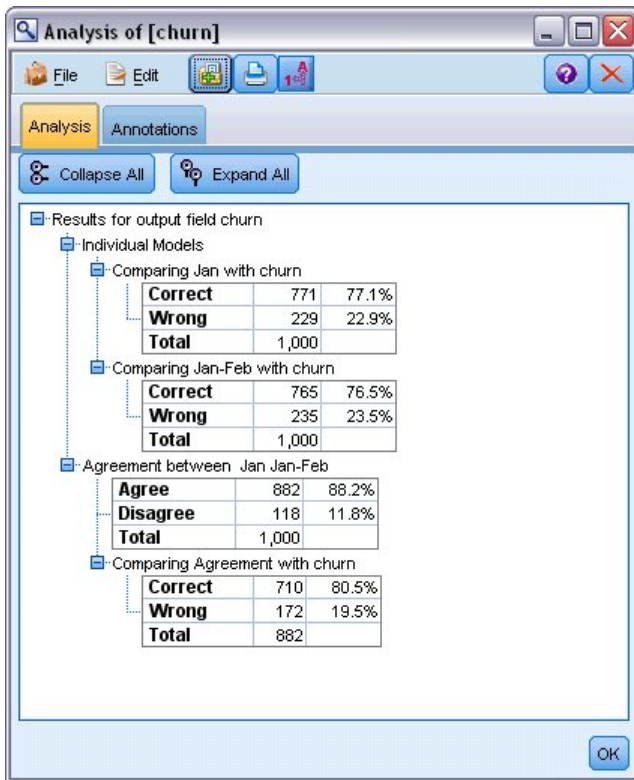 Analysis of [churn]
File Edit
Analysis Annotations
Collapse All Expand All
Results for output field churn
Individual Models
Comparing Jan with churn
Correct 771 77.1%
Wrong 229 22.9%
Total 1,000
Comparing Jan-Feb with churn
Correct 765 76.5%
Wrong 235 23.5%
Total 1,000
Agreement between Jan Jan-Feb
Agree 882 88.2%
Disagree 118 11.8%
Total 1,000
Comparing Agreement with churn
Correct 710 80.5%
Wrong 172 19.5%
Total 882
OK